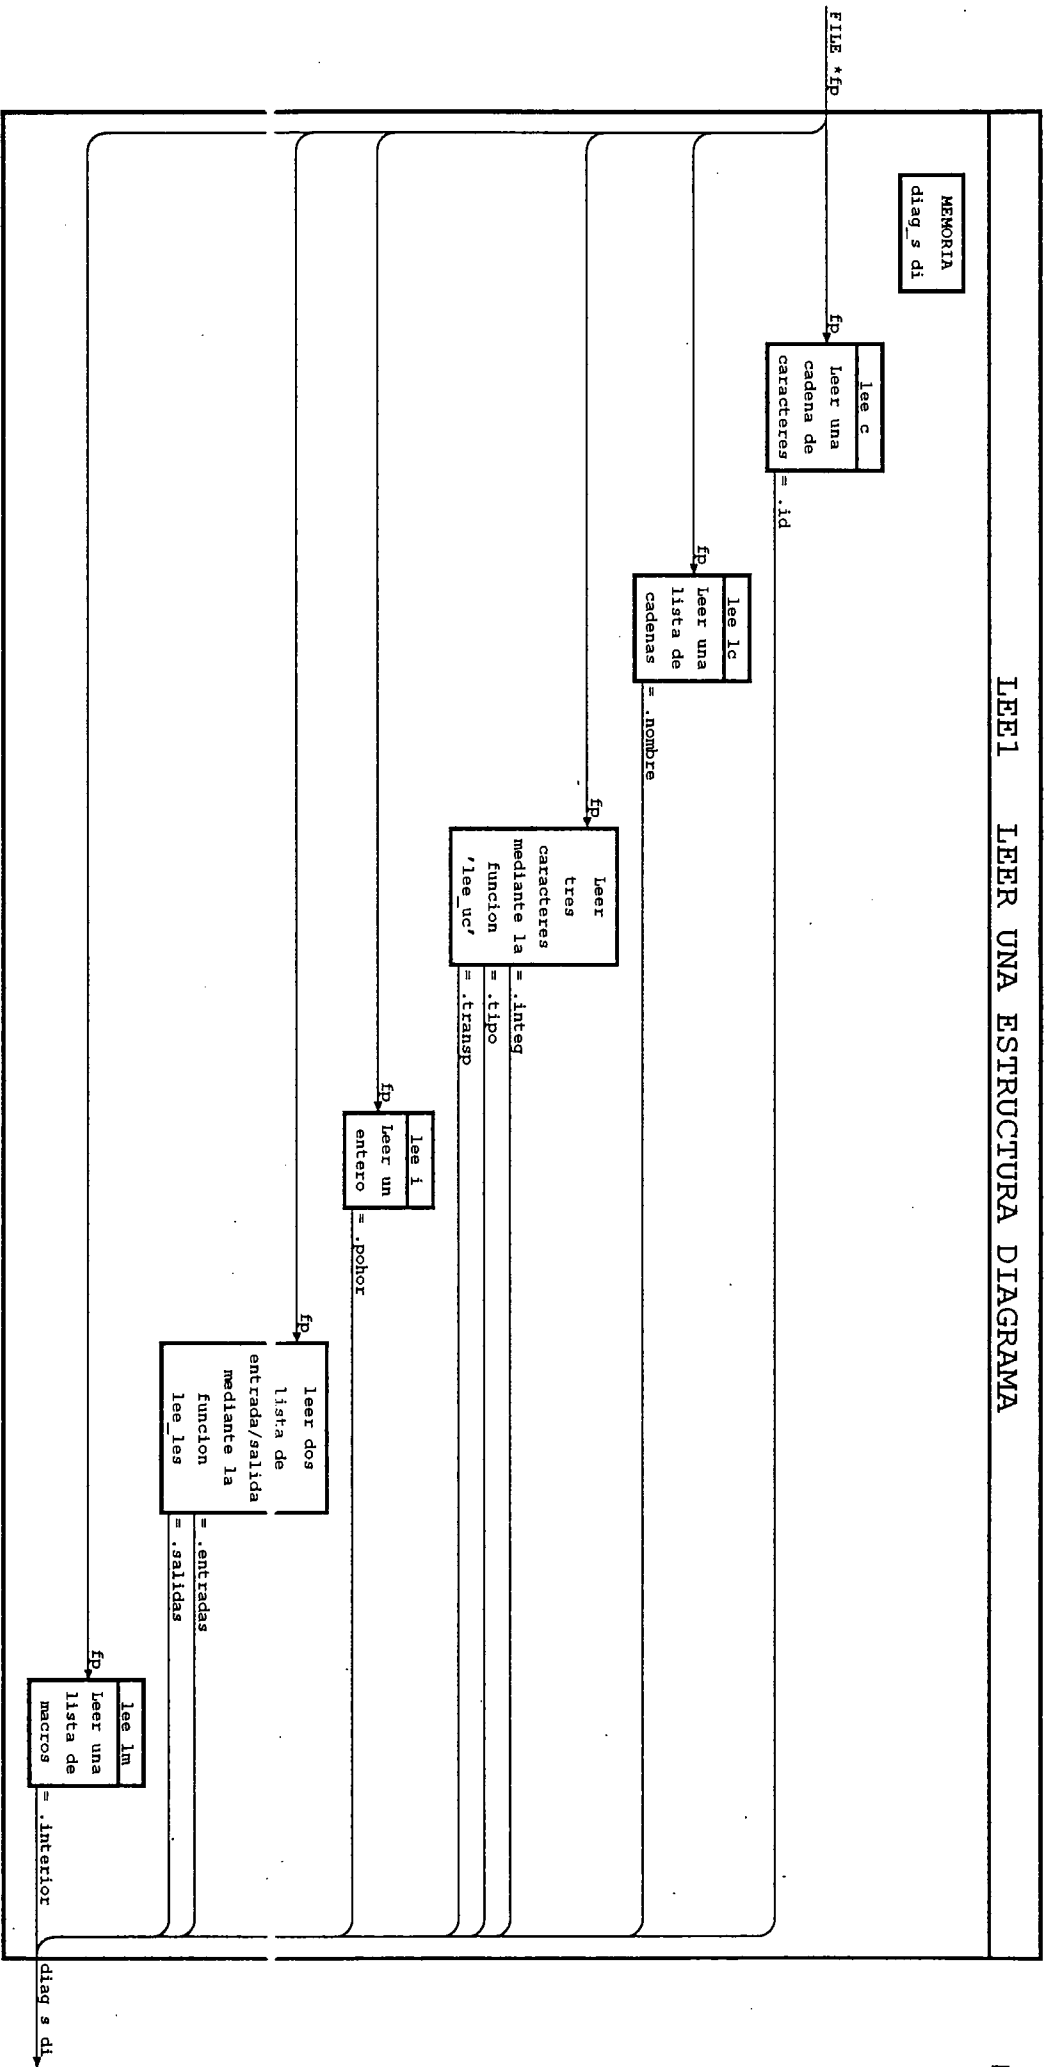 LEE1 LEER UNA ESTRUCTURA DIAGRAMA
FILE *fp
MEMORIA
diag_s di
fp
lee c
Leer una
cadena de
caracteres
= .id
fp
lee lc
Leer una
lista de
cadenas
= .nombre
fp
Leer
tres
caracteres
mediante la
funcion
'lee_uc'
= .integ
= .tipo
= .transp
fp
lee i
Leer un
entero
= .pohor
fp
leer dos
lista de
entrada/salida
mediante la
funcion
lee_les
= .entradas
= .salidas
fp
lee lm
Leer una
lista de
macros
= .interior
diag s di